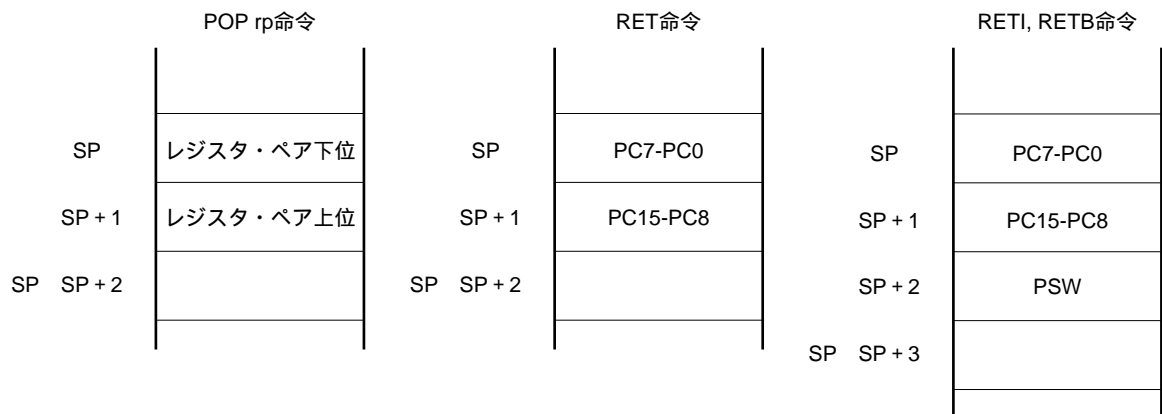 POP rp命令
SP レジスタ・ペア下位
SP + 1 レジスタ・ペア上位
SP SP + 2
RET命令
SP PC7-PC0
SP + 1 PC15-PC8
SP SP + 2
RETI, RETB命令
SP PC7-PC0
SP + 1 PC15-PC8
SP + 2 PSW
SP SP + 3